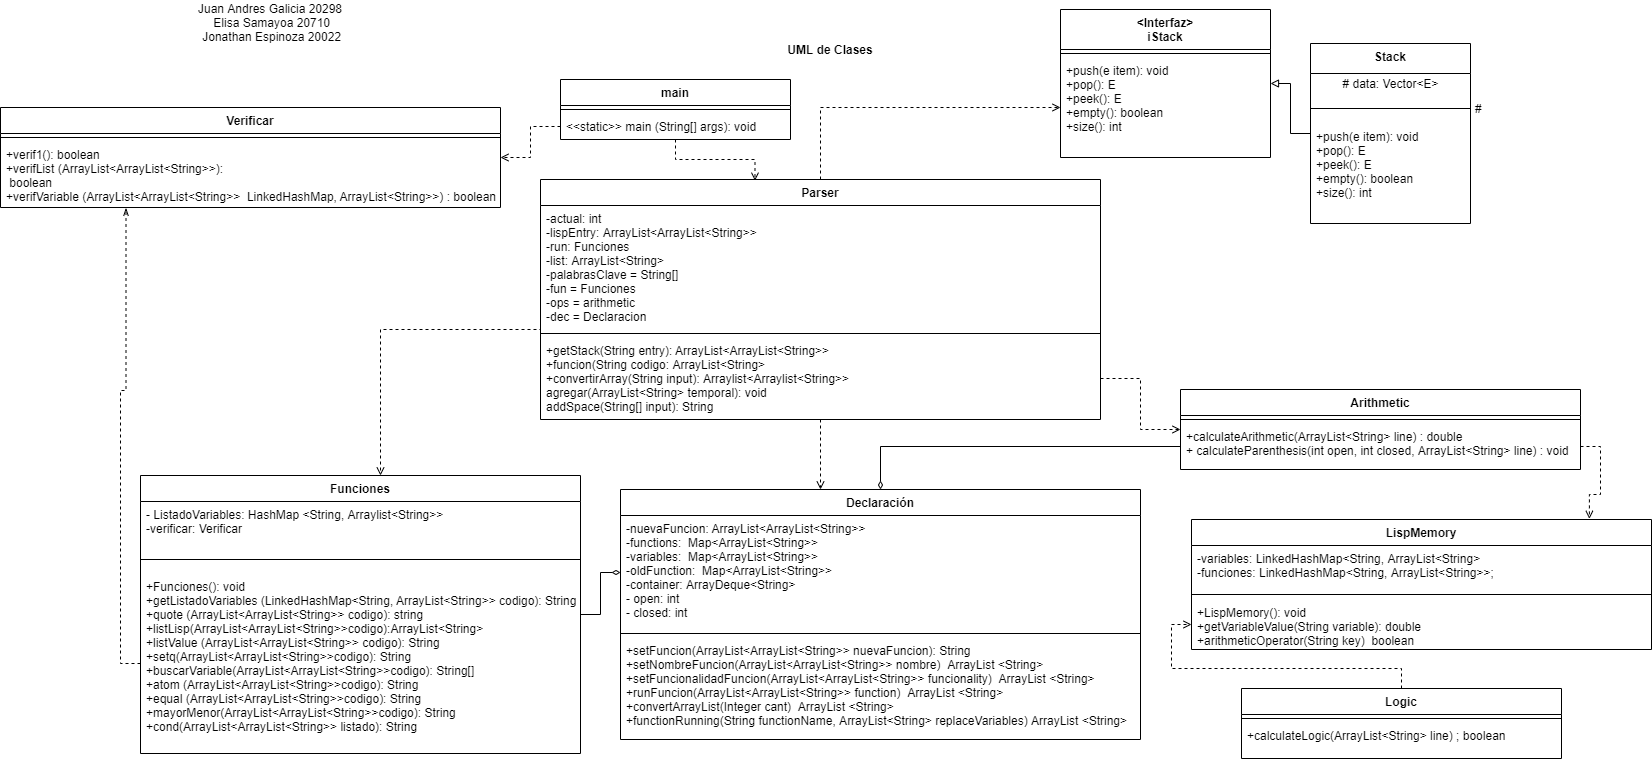 Juan Andres Galicia 20298
Elisa Samayoa 20710
Jonathan Espinoza 20022
UML de Clases
<Interfaz>
iStack
+push(e item): void
+pop(): E
+peek(): E
+empty(): boolean
+size(): int
Stack
# data: Vector<E>
#
+push(e item): void
+pop(): E
+peek(): E
+empty(): boolean
+size(): int
main
<<static>> main (String[] args): void
Verificar
+verif1(): boolean
+verifList (ArrayList<ArrayList<String>>):
boolean
+verifVariable (ArrayList<ArrayList<String>>  LinkedHashMap, ArrayList<String>>) : boolean
Parser
-actual: int
-lispEntry: ArrayList<ArrayList<String>>
-run: Funciones
-list: ArrayList<String>
-palabrasClave = String[]
-fun = Funciones
-ops = arithmetic
-dec = Declaracion
+getStack(String entry): ArrayList<ArrayList<String>>
+funcion(String codigo: ArrayList<String>
+convertirArray(String input): Arraylist<Arraylist<String>>
agregar(ArrayList<String> temporal): void
addSpace(String[] input): String
Arithmetic
+calculateArithmetic(ArrayList<String> line) : double
+ calculateParenthesis(int open, int closed, ArrayList<String> line) : void
Funciones
- ListadoVariables: HashMap <String, Arraylist<String>>
-verificar: Verificar
+Funciones(): void
+getListadoVariables (LinkedHashMap<String, ArrayList<String>> codigo): String
+quote (ArrayList<ArrayList<String>> codigo): string
+listLisp(ArrayList<ArrayList<String>>codigo):ArrayList<String>
+listValue (ArrayList<ArrayList<String>> codigo): String
+setq(ArrayList<ArrayList<String>>codigo): String
+buscarVariable(ArrayList<ArrayList<String>>codigo): String[]
+atom (ArrayList<ArrayList<String>>codigo): String
+equal (ArrayList<ArrayList<String>>codigo): String
+mayorMenor(ArrayList<ArrayList<String>>codigo): String
+cond(ArrayList<ArrayList<String>> listado): String
Declaración
-nuevaFuncion: ArrayList<ArrayList<String>>
-functions:  Map<ArrayList<String>>
-variables:  Map<ArrayList<String>>
-oldFunction:  Map<ArrayList<String>>
-container: ArrayDeque<String>
- open: int
- closed: int
+setFuncion(ArrayList<ArrayList<String>> nuevaFuncion): String
+setNombreFuncion(ArrayList<ArrayList<String>> nombre)  ArrayList <String>
+setFuncionalidadFuncion(ArrayList<ArrayList<String>> funcionality)  ArrayList <String>
+runFuncion(ArrayList<ArrayList<String>> function)  ArrayList <String>
+convertArrayList(Integer cant)  ArrayList <String>
+functionRunning(String functionName, ArrayList<String> replaceVariables) ArrayList <String>
LispMemory
-variables: LinkedHashMap<String, ArrayList<String>
-funciones: LinkedHashMap<String, ArrayList<String>>;
+LispMemory(): void
+getVariableValue(String variable): double
+arithmeticOperator(String key)  boolean
Logic
+calculateLogic(ArrayList<String> line) ; boolean